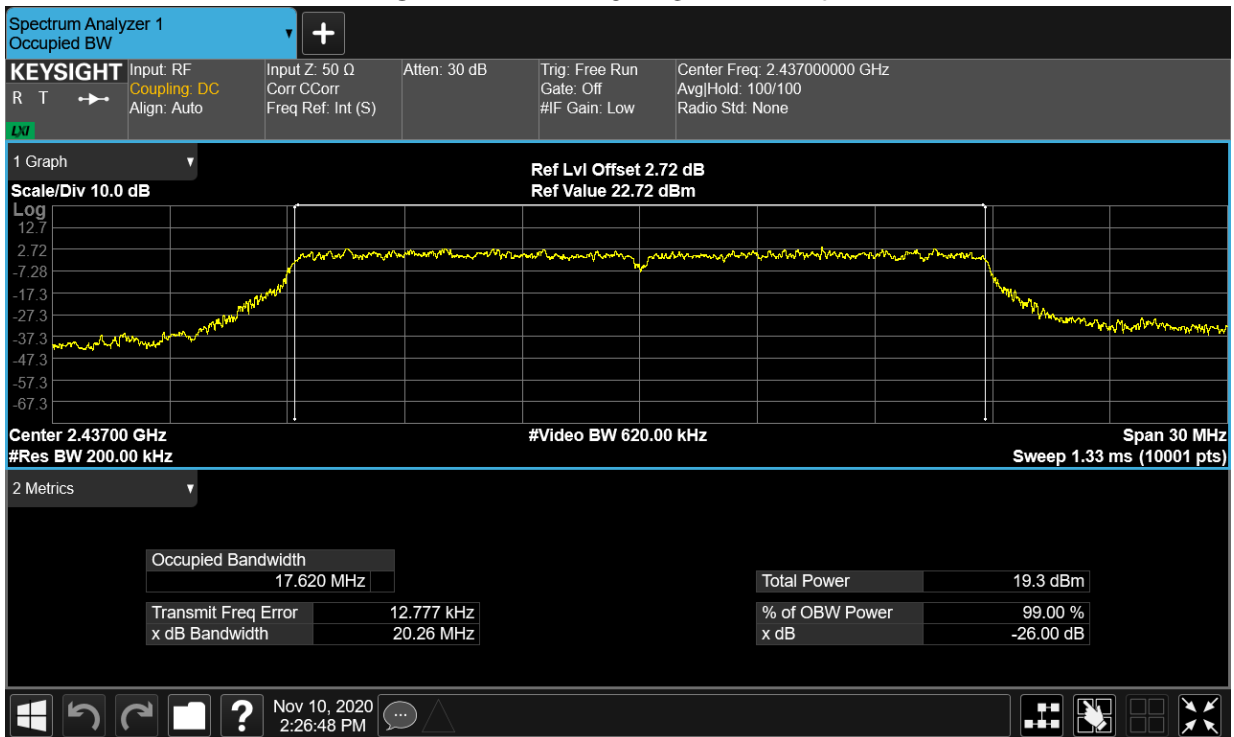 Spectrum Analyzer 1
Occupied BW
+
KEYSIGHT Input: RF Input Z: 50 Ω Atten: 30 dB Trig: Free Run Center Freq: 2.437000000 GHz
R T Coupling: DC Corr CCorr Gate: Off Avg|Hold: 100/100
Align: Auto Freq Ref: Int (S) #IF Gain: Low Radio Std: None
LXI
1 Graph
Ref Lvl Offset 2.72 dB
Scale/Div 10.0 dB Ref Value 22.72 dBm
Log
12.7
2.72
-7.28
-17.3
-27.3
-37.3
-47.3
-57.3
-67.3
Center 2.43700 GHz #Video BW 620.00 kHz Span 30 MHz
#Res BW 200.00 kHz Sweep 1.33 ms (10001 pts)
2 Metrics
Occupied Bandwidth
17.620 MHz Total Power 19.3 dBm
Transmit Freq Error 12.777 kHz % of OBW Power 99.00 %
x dB Bandwidth 20.26 MHz x dB -26.00 dB
? Nov 10, 2020
2:26:48 PM